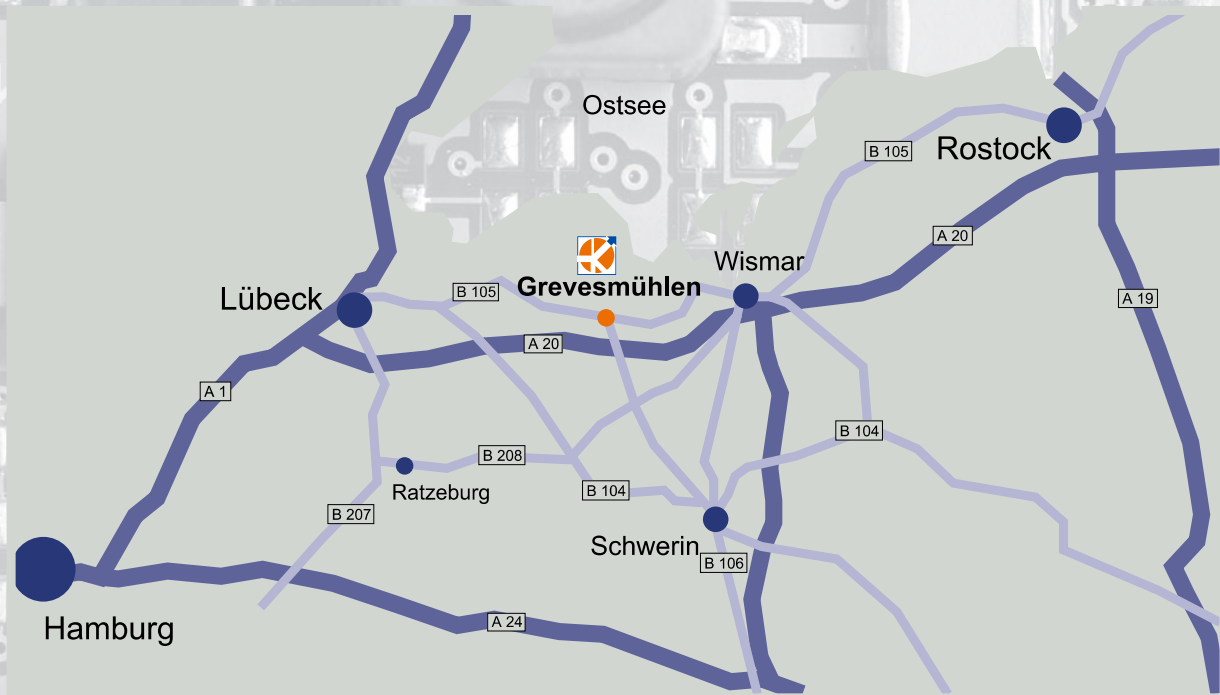 Ostsee
B 105
Rostock
A 20
Wismar
Grevesmühlen
B 105
Lübeck
A 19
A 20
A 1
B 104
B 208
Ratzeburg
B 104
B 207
Schwerin
B 106
Hamburg
A 24